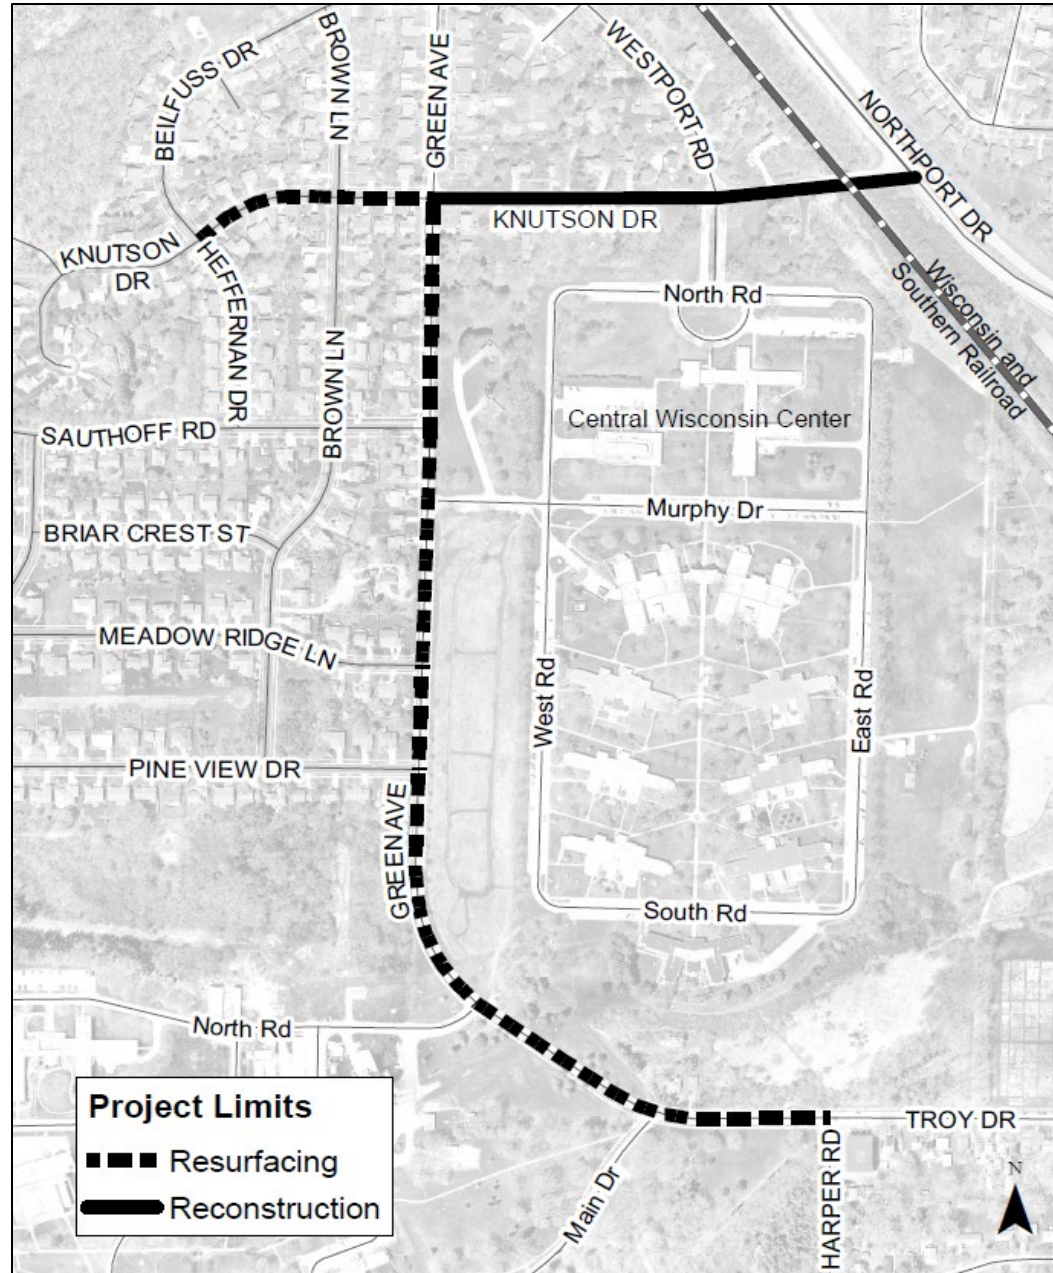 BROWN LN
GREEN AVE
BEILFUSS DR
WESTPORT RD
NORTHPORT DR
KNUTSON DR
KNUTSON
DR
HEFFERNAN DR
North Rd
Wisconsin and
Southern Railroad
BROWN LN
SAUTHOFF RD
Central Wisconsin Center
Murphy Dr
BRIAR CREST ST
MEADOW RIDGE LN
West Rd
East Rd
PINE VIEW DR
GREEN AVE
South Rd
North Rd
Project Limits
Resurfacing
Reconstruction
TROY DR
HARPER RD
Main Dr
N